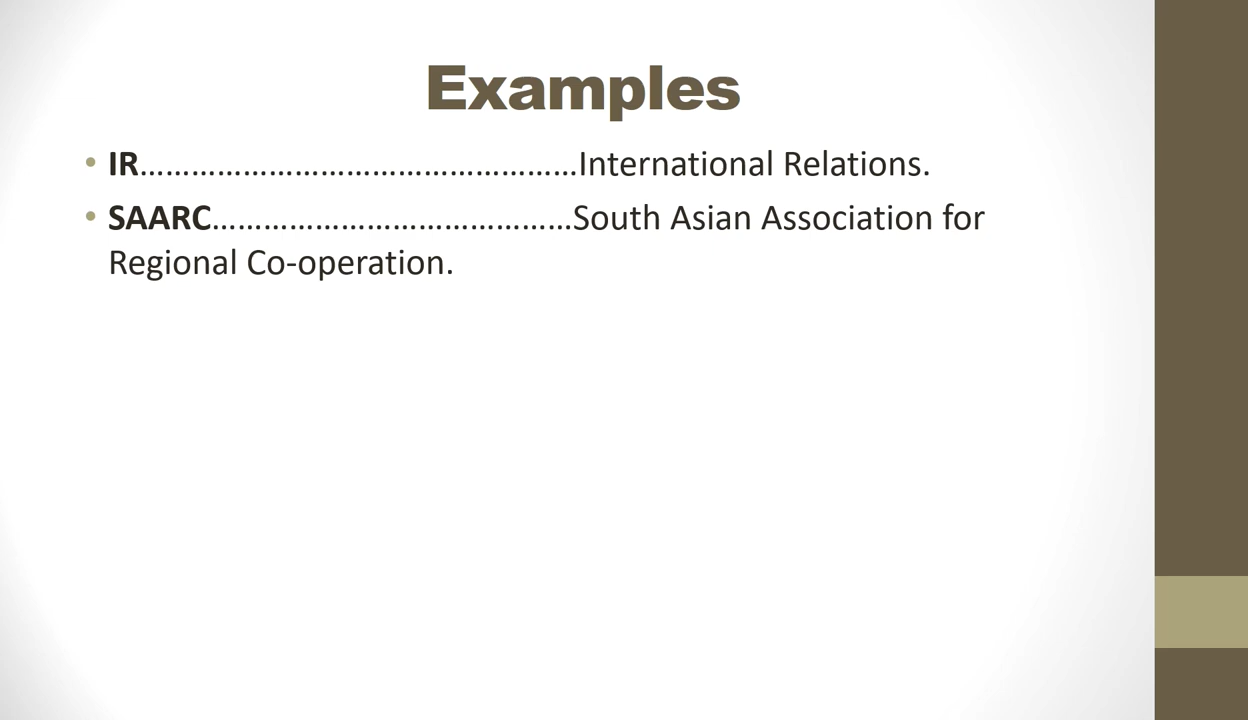 Examples
• IR………………………………………….…International Relations.
• SAARC……………………………………South Asian Association for
Regional Co-operation.